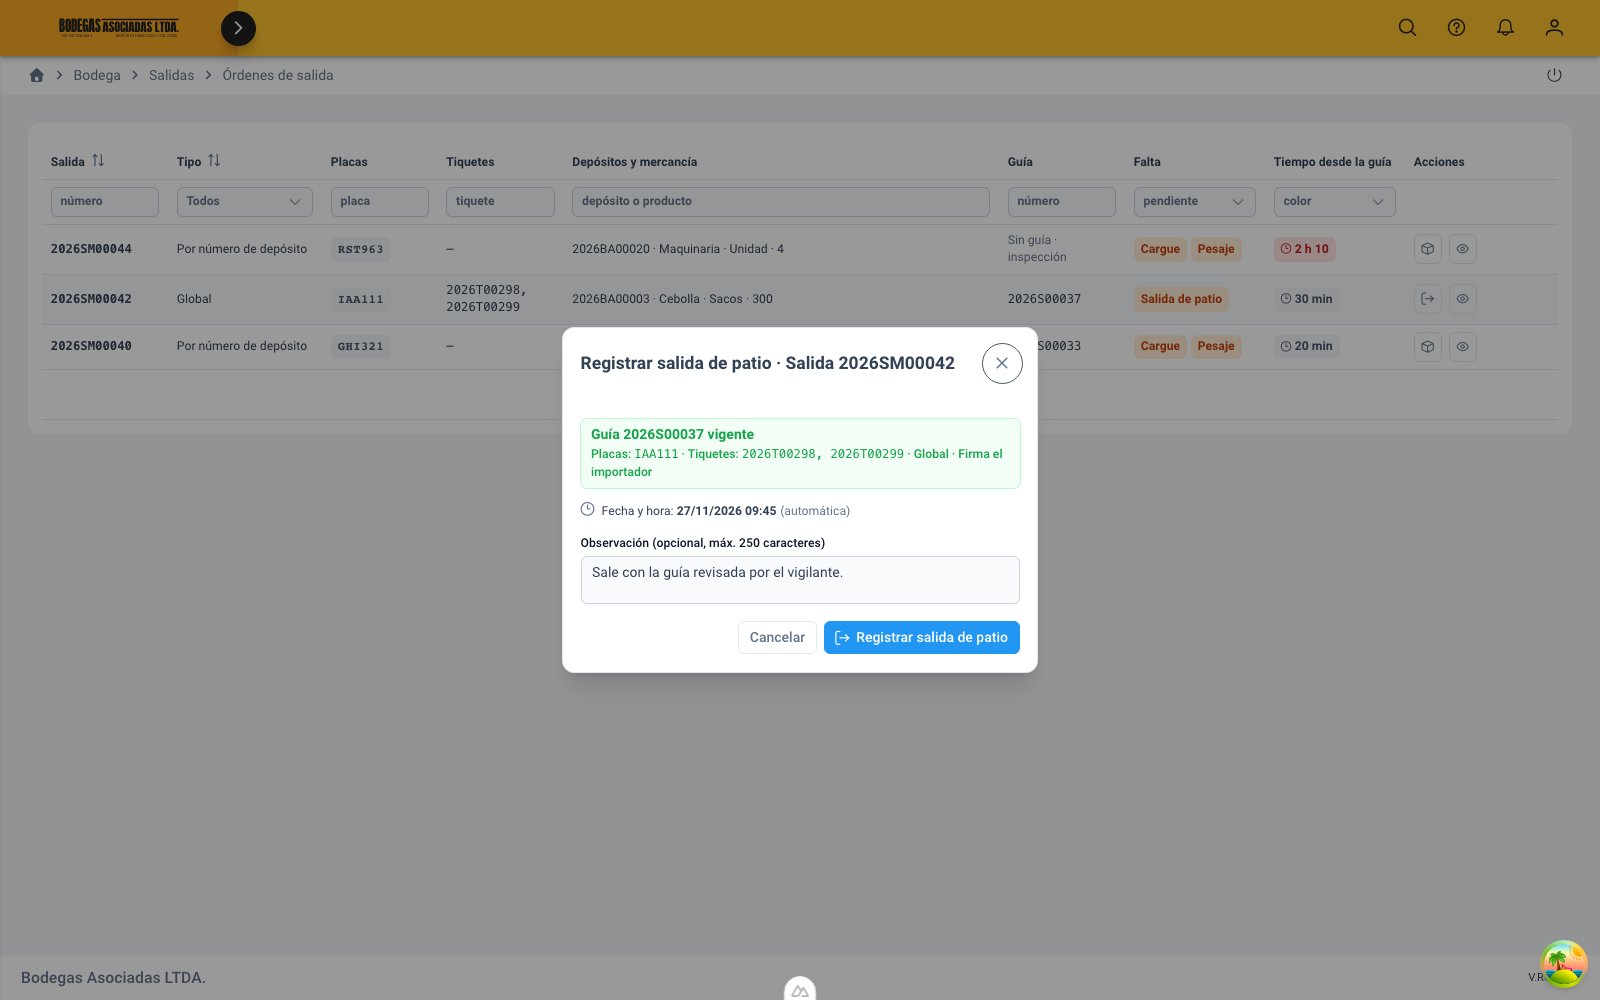 BODEGAS ASOCIADAS LTDA.
Bodega
Salidas
Órdenes de salida
Salida Tipo Placas Tiquetes Depósitos y mercancía Guía Falta Tiempo desde la guía Acciones
número Todos placa tiquete depósito o producto número pendiente color
2026SM00044 Por número de depósito RST963 — 2026BA00020 · Maquinaria · Unidad · 4 Sin guía · Cargue Pesaje 2 h 10
inspección
2026SM00042 Global IAA111 2026T00298, 2026BA00003 · Cebolla · Sacos · 300 2026S00037 Salida de patio 30 min
2026T00299
2026SM00040 Por número de depósito GHI321 — S00033 Cargue Pesaje 20 min
Registrar salida de patio · Salida 2026SM00042
Guía 2026S00037 vigente
Placas: IAA111 · Tiquetes: 2026T00298, 2026T00299 · Global · Firma el
importador
Fecha y hora: 27/11/2026 09:45 (automática)
Observación (opcional, máx. 250 caracteres)
Sale con la guía revisada por el vigilante.
Cancelar Registrar salida de patio
Bodegas Asociadas LTDA.